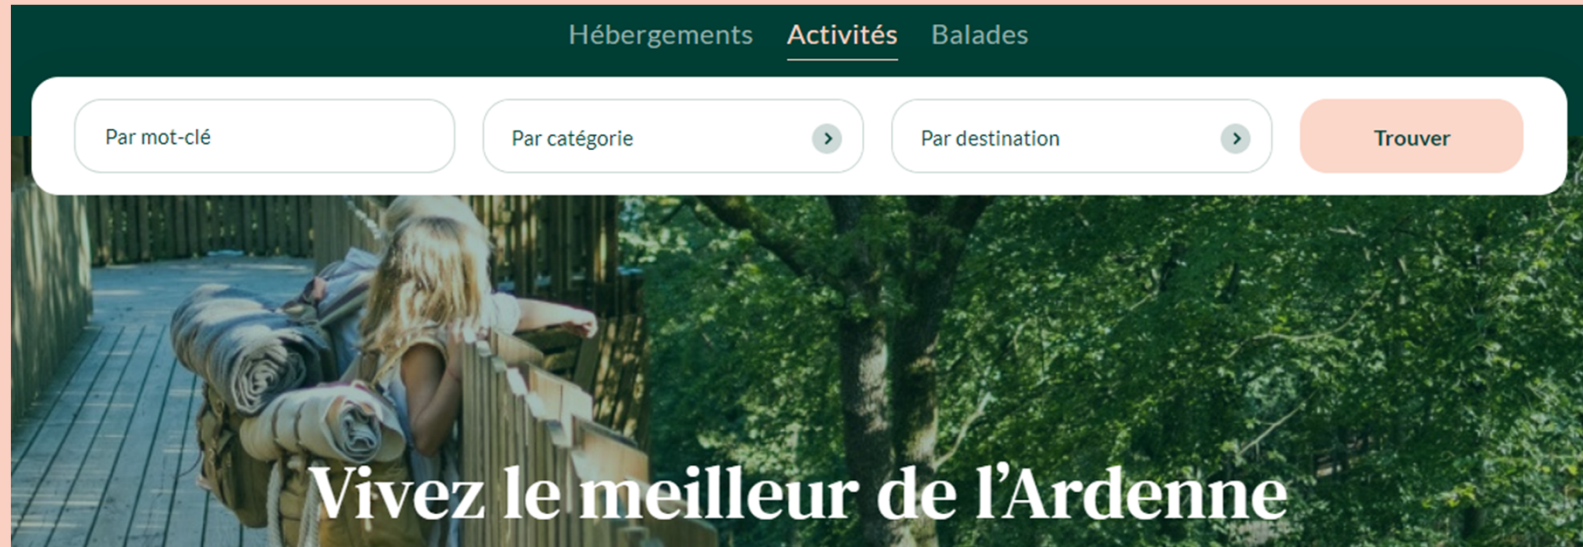 Hébergements Activités Balades
Par mot-clé Par catégorie Par destination Trouver
Vivez le meilleur de l’Ardenne